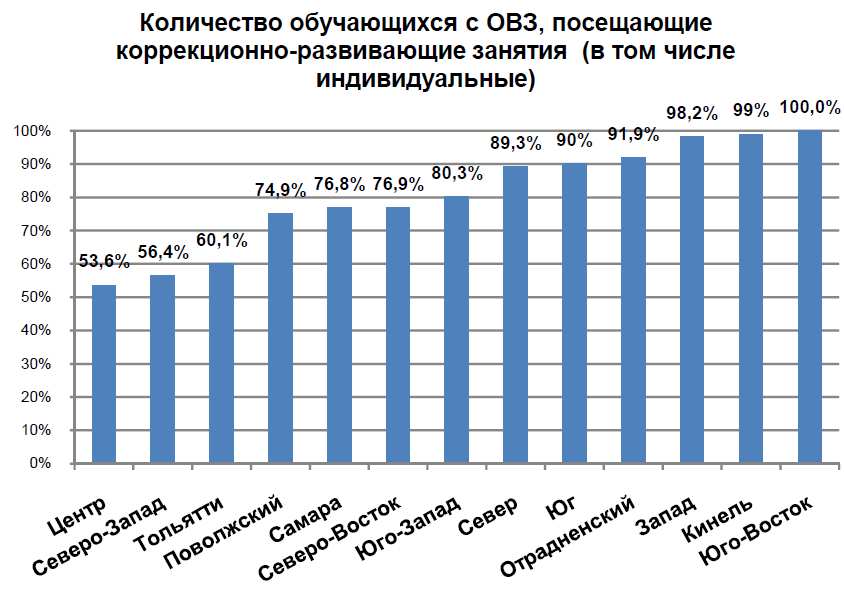 Количество обучающихся с ОВЗ, посещающие
коррекционно-развивающие занятия (в том числе
индивидуальные)
53,6%
56,4%
60,1%
74,9%
76,8%
76,9%
80,3%
89,3%
90%
91,9%
98,2%
99%
100,0%
100%
90%
80%
70%
60%
50%
40%
30%
20%
10%
0%
Центр
Северо-Запад
Тольятти
Поволжский
Самара
Северо-Восток
Юго-Запад
Север
Юг
Отрадненский
Запад
Кинель
Юго-Восток